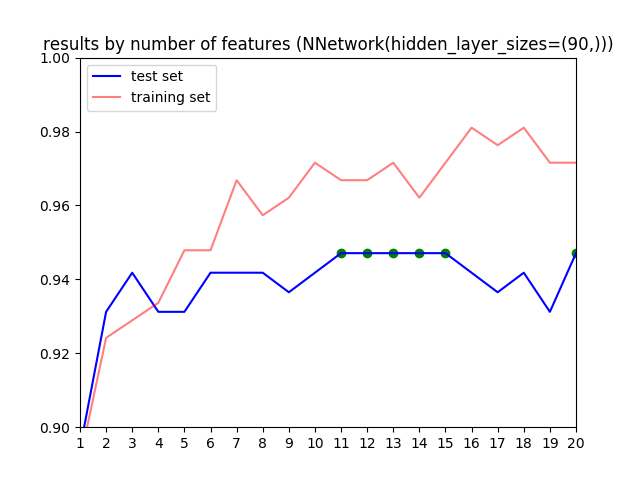 results by number of features (NNetwork(hidden_layer_sizes=(90,)))
1.00
0.98
0.96
0.94
0.92
0.90
test set
training set
1 2 3 4 5 6 7 8 9 10 11 12 13 14 15 16 17 18 19 20